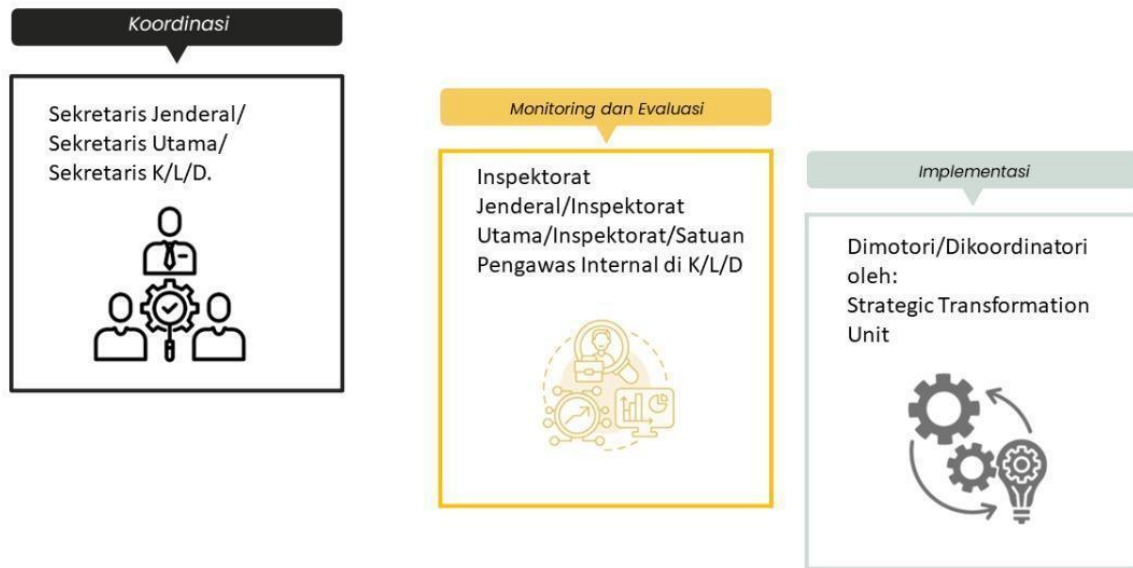 Koordinasi
Sekretaris Jenderal/
Sekretaris Utama/
Sekretaris K/L/D.
Monitoring dan Evaluasi
Inspektorat
Jenderal/Inspektorat
Utama/Inspektorat/Satuan
Pengawas Internal di K/L/D
Implementasi
Dimotori/Dikoordinatori
oleh:
Strategic Transformation
Unit